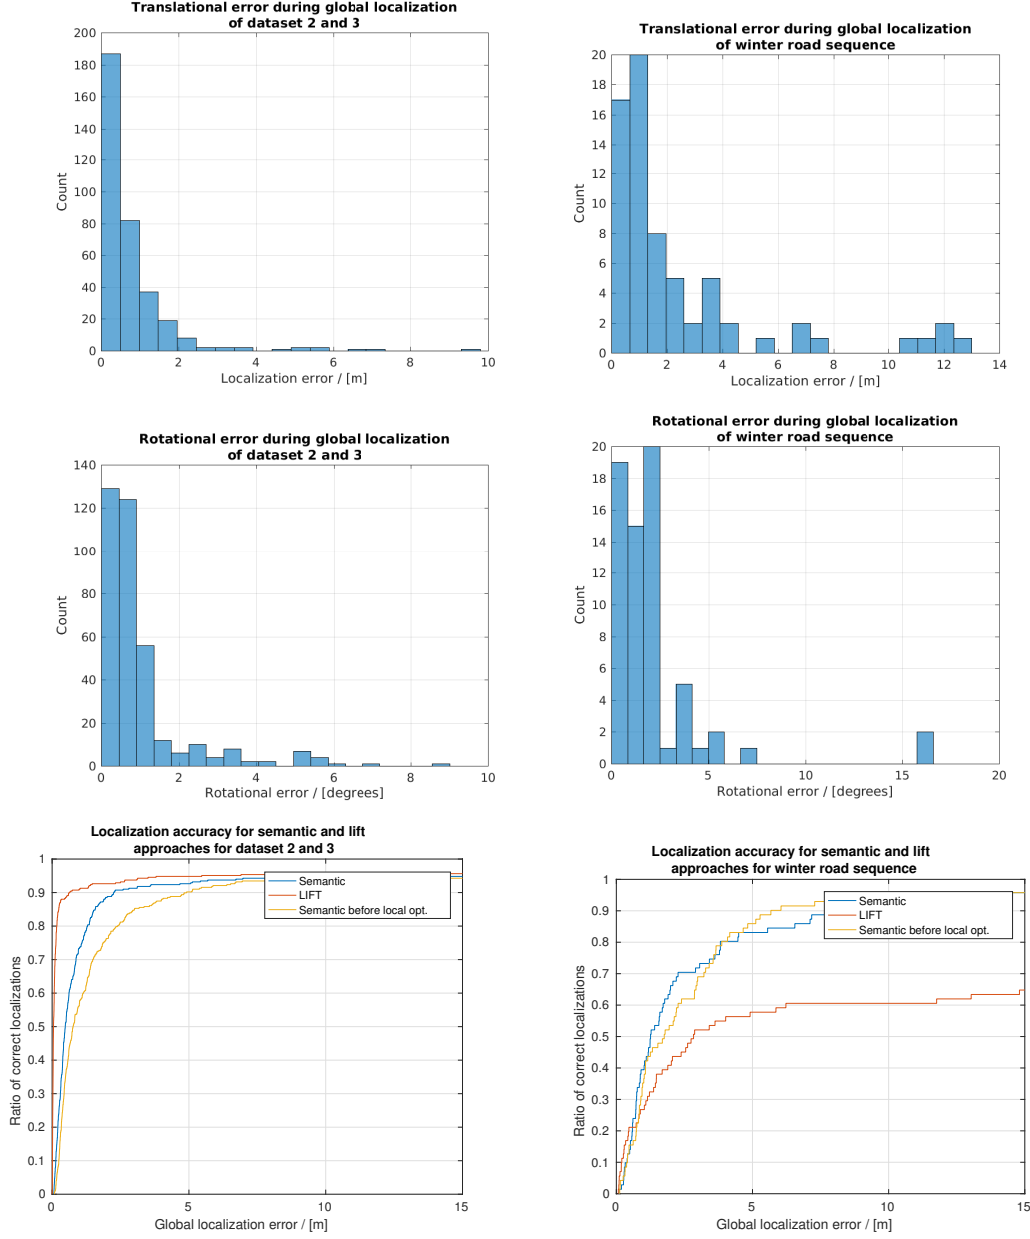 Translational error during global localization
of dataset 2 and 3
200
180
160
140
120
100
80
60
40
20
0
Count
0 2 4 6 8 10
Localization error / [m]
Translational error during global localization
of winter road sequence
20
18
16
14
12
10
8
6
4
2
0
Count
0 2 4 6 8 10 12 14
Localization error / [m]
Rotational error during global localization
of dataset 2 and 3
140
120
100
80
60
40
20
0
Count
0 2 4 6 8 10
Rotational error / [degrees]
Rotational error during global localization
of winter road sequence
20
18
16
14
12
10
8
6
4
2
0
Count
0 5 10 15 20
Rotational error / [degrees]
Localization accuracy for semantic and lift
approaches for dataset 2 and 3
1
0.9
0.8
0.7
0.6
0.5
0.4
0.3
0.2
0.1
0
Ratio of correct localizations
Semantic
LIFT
Semantic before local opt.
0 5 10 15
Global localization error / [m]
Localization accuracy for semantic and lift
approaches for winter road sequence
1
0.9
0.8
0.7
0.6
0.5
0.4
0.3
0.2
0.1
0
Ratio of correct localizations
Semantic
LIFT
Semantic before local opt.
0 5 10 15
Global localization error / [m]